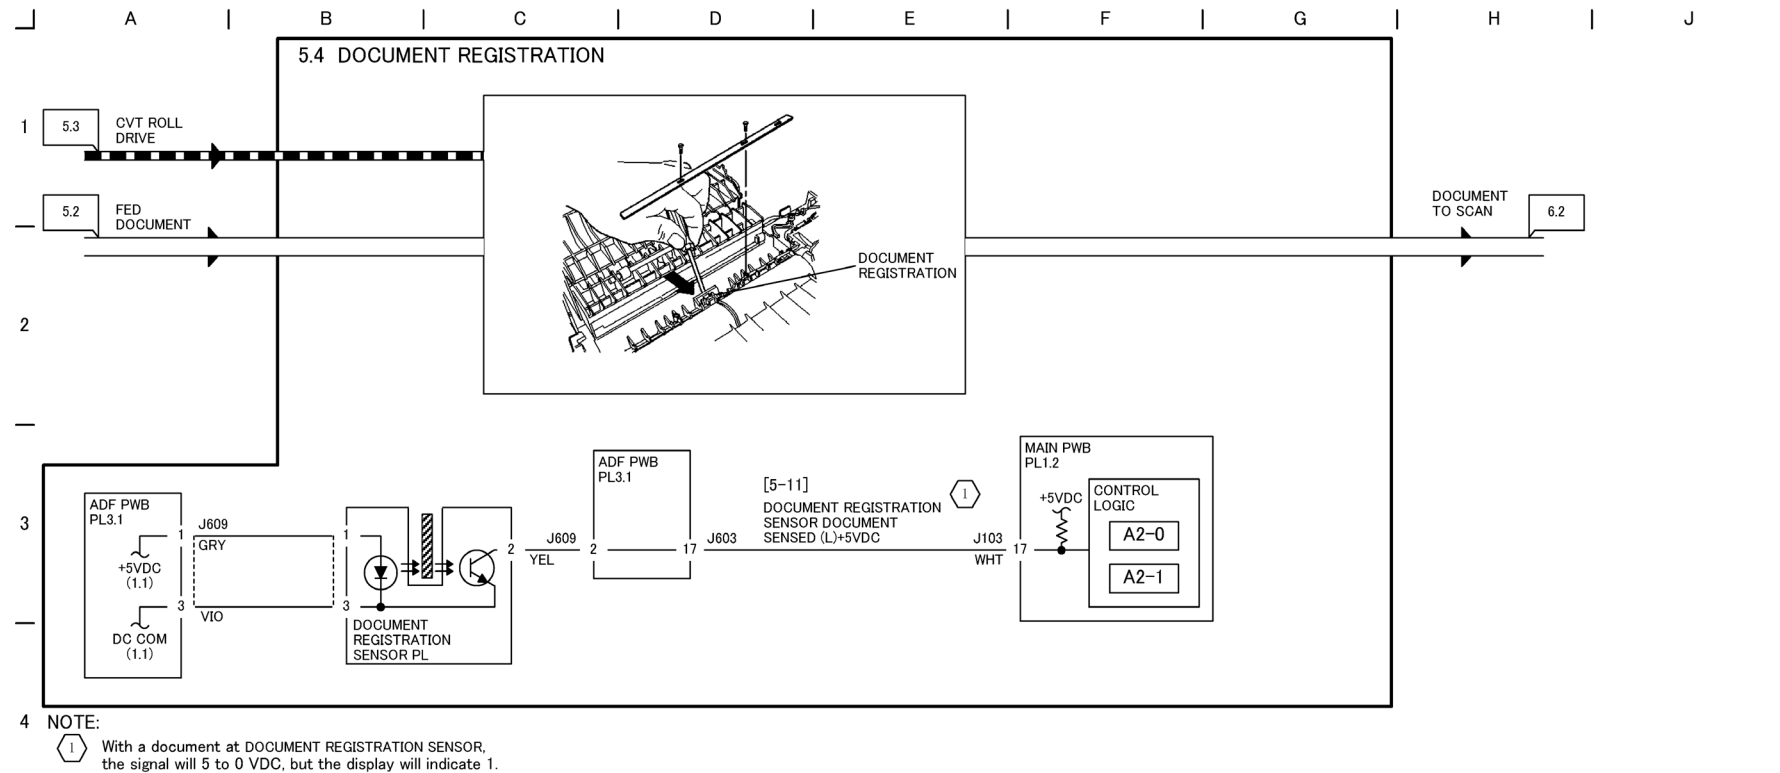 A B C D E F G H J
5.4 DOCUMENT REGISTRATION
1
5.3
CVT ROLL
DRIVE
5.2
FED
DOCUMENT
DOCUMENT
REGISTRATION
DOCUMENT
TO SCAN
6.2
2
3
ADF PWB
PL3.1
+5VDC
(1.1)
DC COM
(1.1)
1
3
J609
GRY
VIO
1
3
2
DOCUMENT
REGISTRATION
SENSOR PL
J609
YEL
ADF PWB
PL3.1
2
17
J603
[5-11]
DOCUMENT REGISTRATION
SENSOR DOCUMENT
SENSED (L)+5VDC
1
J103
WHT
MAIN PWB
PL1.2
17
+5VDC
CONTROL
LOGIC
A2-0
A2-1
4
NOTE:
1
With a document at DOCUMENT REGISTRATION SENSOR,
the signal will 5 to 0 VDC, but the display will indicate 1.